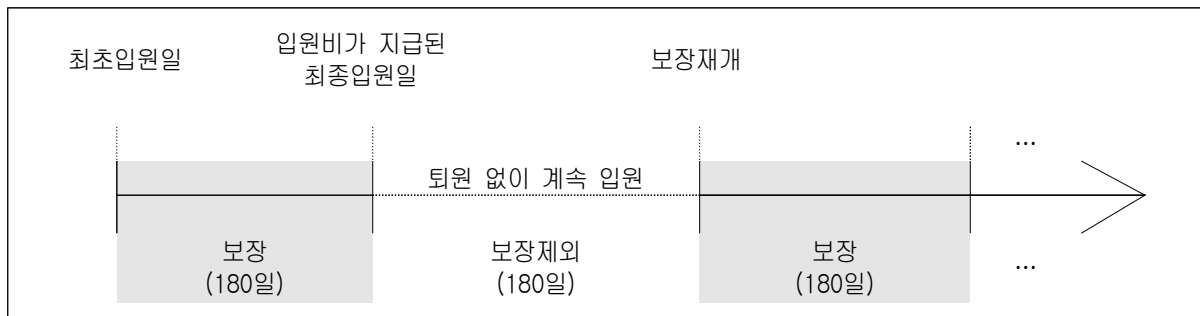 최초입원일
입원비가 지급된
최종입원일
보장재개
...
퇴원 없이 계속 입원
보장
(180일)
보장제외
(180일)
보장
(180일)
...